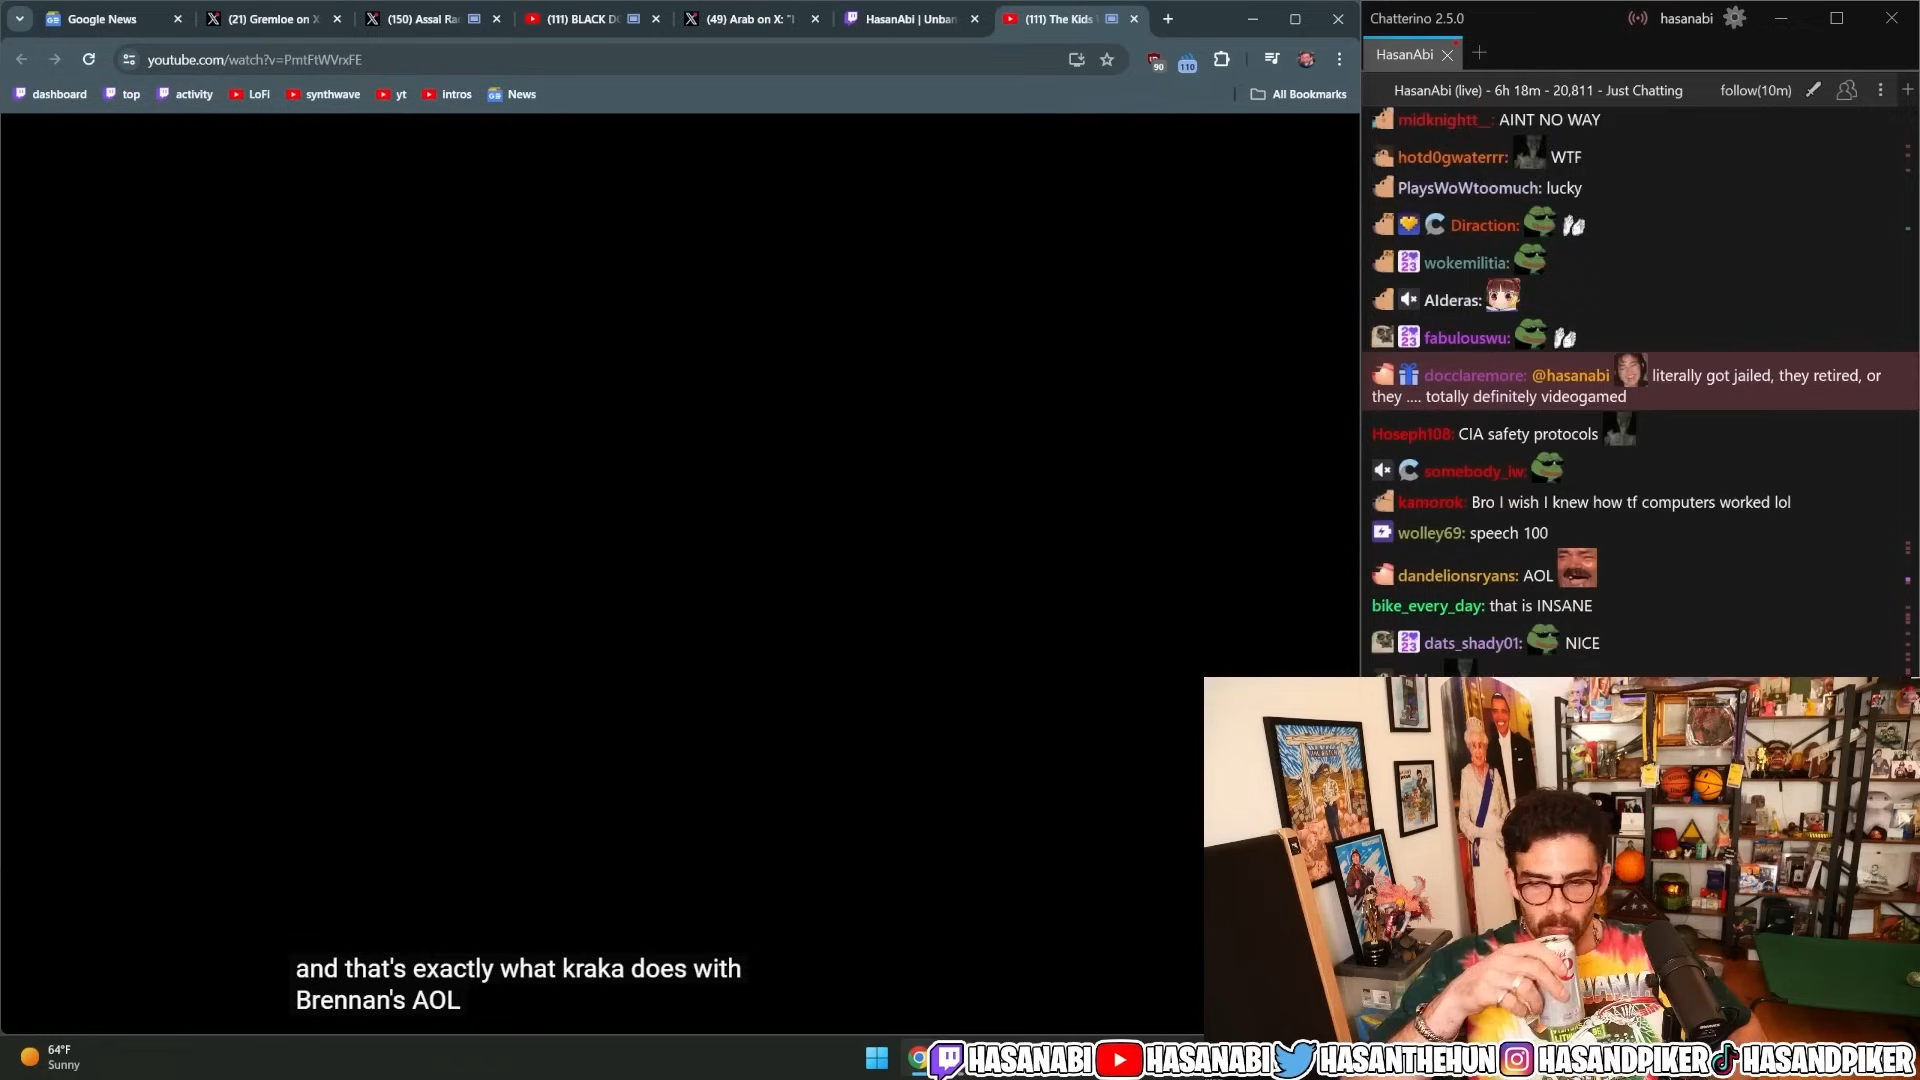 Google News
(21) Gremloe on X
(150) Assal Ra
(111) BLACK DO
(49) Arab on X: "I
HasanAbi | Unban
(111) The Kids
youtube.com/watch?v=PmtFtWVrxFE
90
110
dashboard
top
activity
LoFi
synthwave
yt
intros
News
All Bookmarks
and that's exactly what kraka does with
Brennan's AOL
64°F
Sunny
Chatterino 2.5.0
hasanabi
HasanAbi
HasanAbi (live) - 6h 18m - 20,811 - Just Chatting
follow(10m)
midknightt__: AINT NO WAY
hotd0gwaterrr: WTF
PlaysWoWtoomuch: lucky
Diraction:
wokemilitia:
Alderas:
fabulouswu:
docclaremore: @hasanabi literally got jailed, they retired, or
they .... totally definitely videogamed
Hoseph108: CIA safety protocols
somebody_iw:
kamorok: Bro I wish I knew how tf computers worked lol
wolley69: speech 100
dandelionsryans: AOL
bike_every_day: that is INSANE
dats_shady01: NICE
HASANABI
HASANABI
HASANTHEHUN
HASANDPIKER
HASANDPIKER